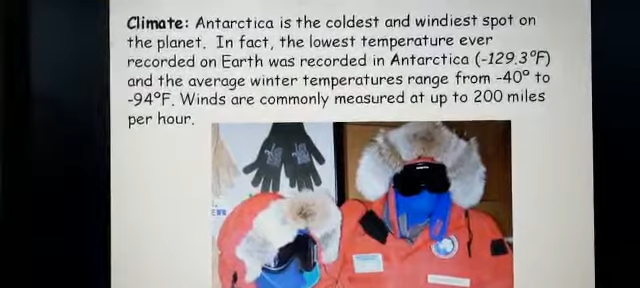 Climate: Antarctica is the coldest and windiest spot on
the planet. In fact, the lowest temperature ever
recorded on Earth was recorded in Antarctica (-129.3°F)
and the average winter temperatures range from -40° to
-94°F. Winds are commonly measured at up to 200 miles
per hour.